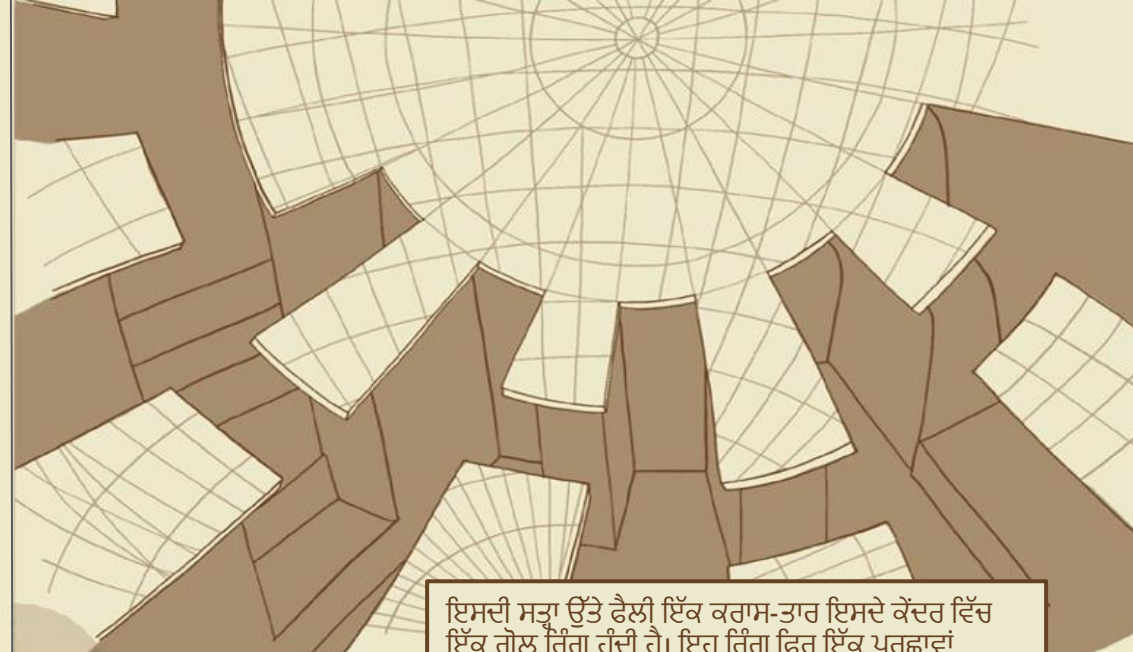 ਇਸਦੀ ਸਤ੍ਹਾ ਉੱਤੇ ਫੈਲੀ ਇੱਕ ਕਰਾਸ-ਤਾਰ ਇਸਦੇ ਕੇਂਦਰ ਵਿੱਚ
ਇੱਕ ਗੋਲ ਰਿੰਗ ਹੁੰਦੀ ਹੈ। ਇਹ ਰਿੰਗ ਫਿਰ ਇੱਕ ਪਰਛਾਵਾਂ